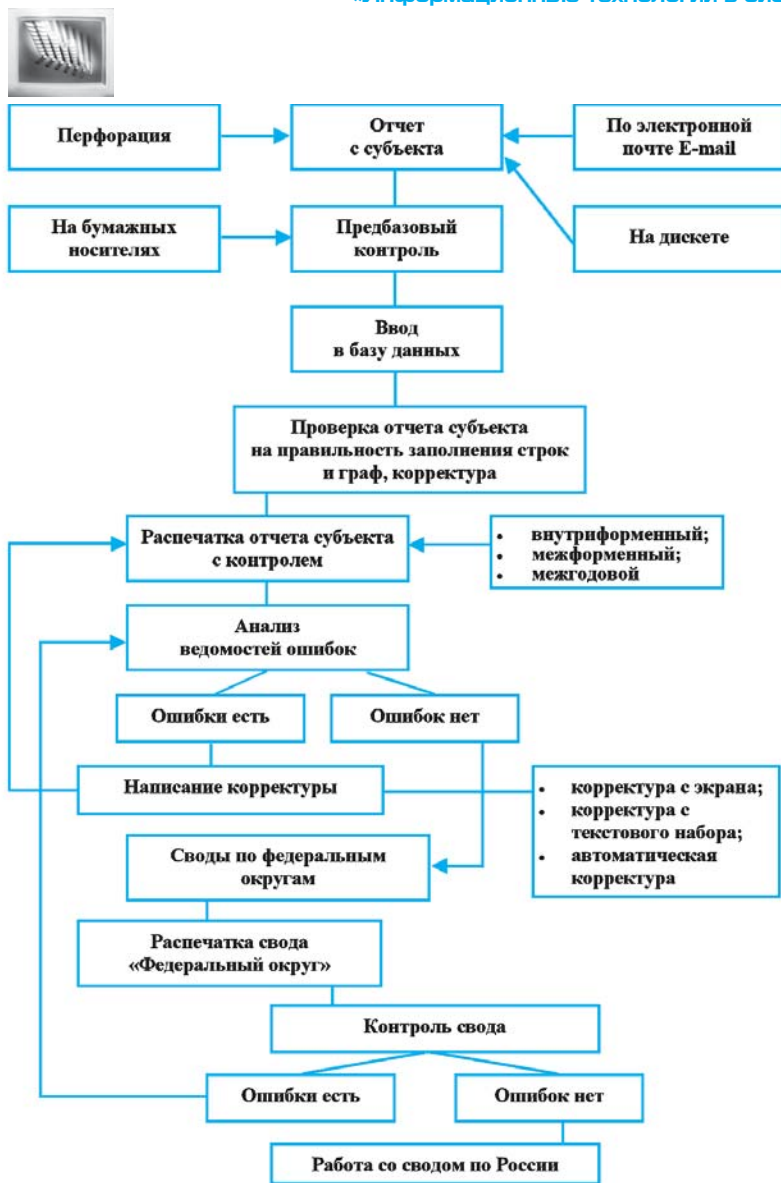 Перфорация
Отчет
с субъекта
По электронной
почте E-mail
На бумажных
носителях
Предбазовый
контроль
На дискете
Ввод
в базу данных
Проверка отчета субъекта
на правильность заполнения строк
и граф, корректура
Распечатка отчета субъекта
с контролем
• внутриформенный;
• межформенный;
• межгодовой
Анализ
ведомостей ошибок
Ошибки есть
Ошибок нет
Написание корректуры
• корректура с экрана;
• корректура с
текстового набора;
• автоматическая
корректура
Своды по федеральным
округам
Распечатка свода
«Федеральный округ»
Контроль свода
Ошибки есть
Ошибок нет
Работа со сводом по России